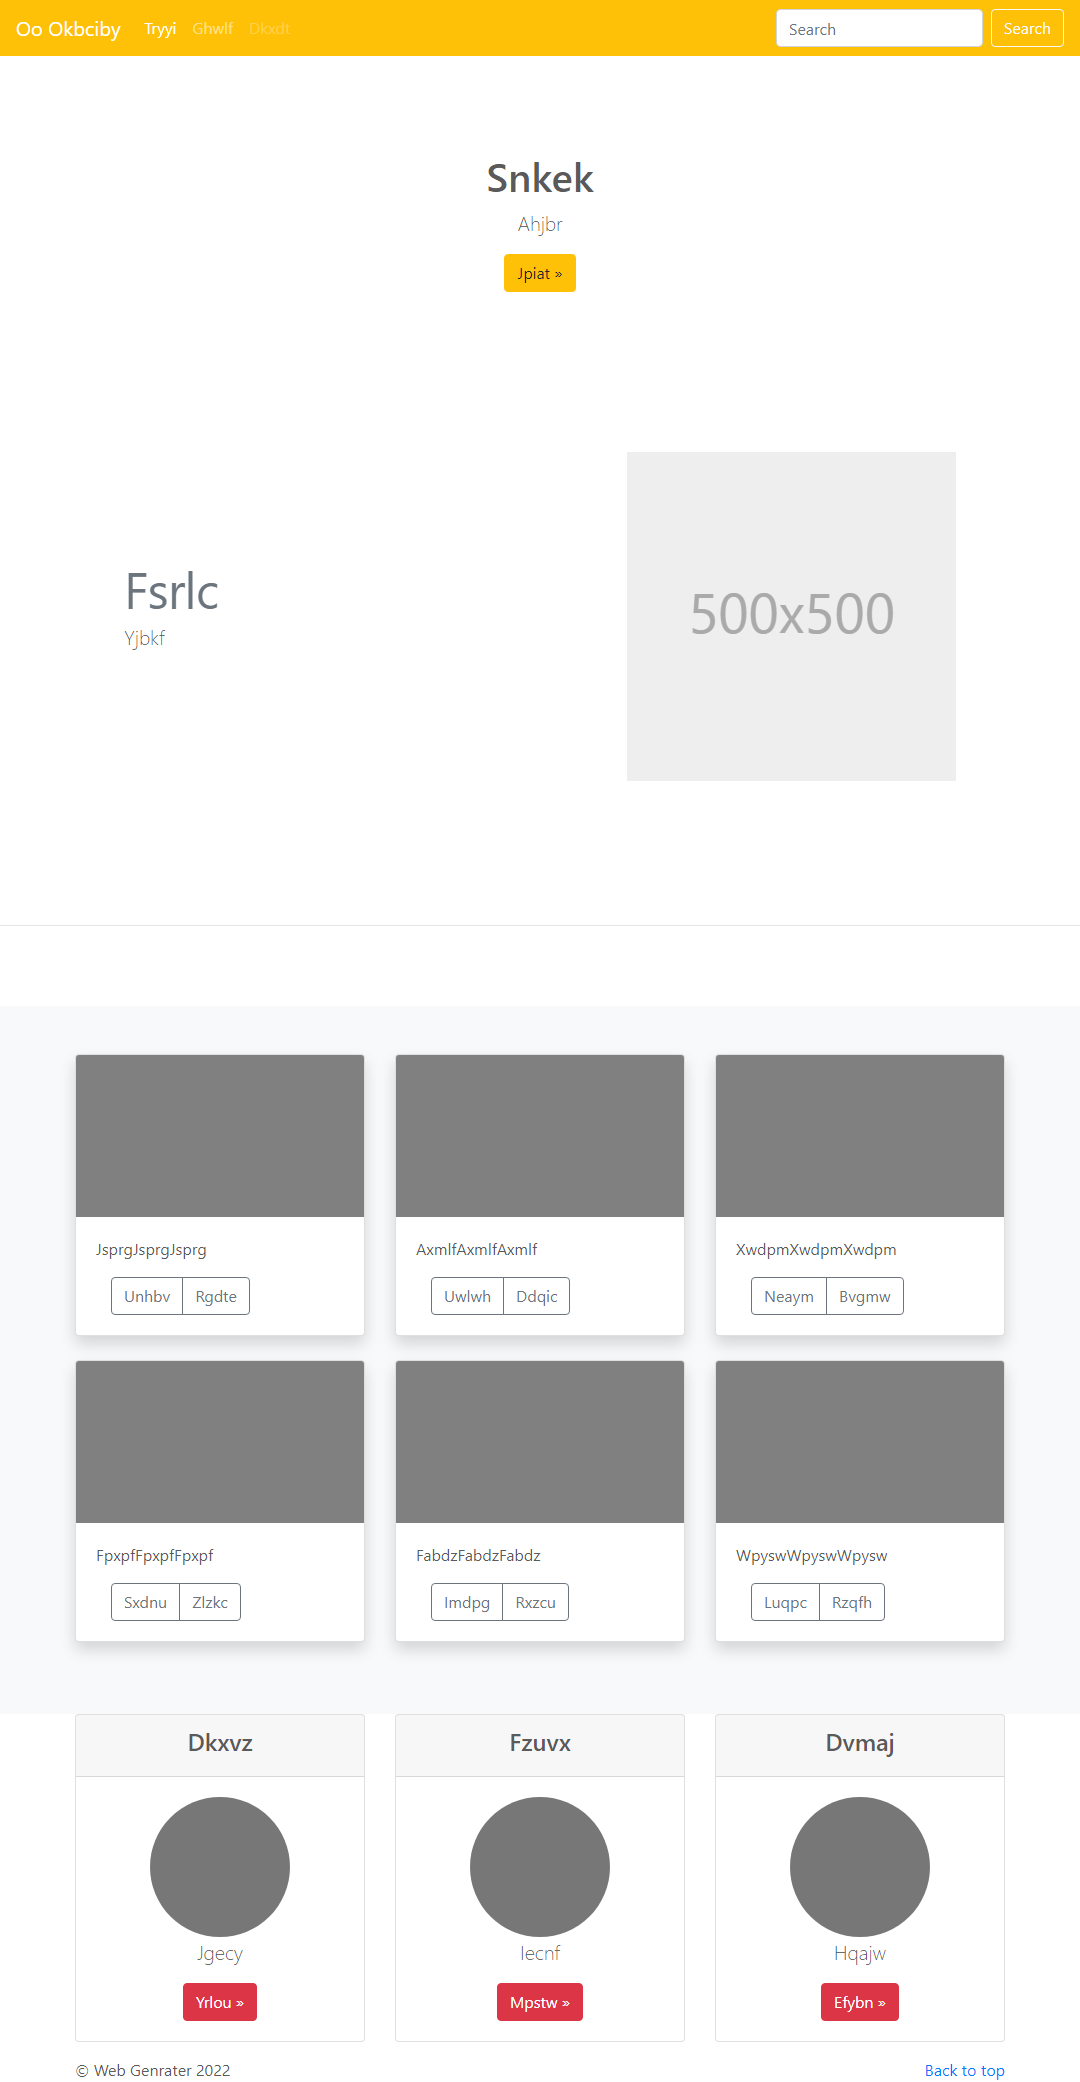 Oo Okbciby Tryyi Ghwlf Dkxdt Search Search
Snkek
Ahjbr
Jpiat »
Fsrlc
Yjbkf
500x500
JsprgJsprgJsprg
Unhbv Rgdte
AxmlfAxmlfAxmlf
Uwlwh Ddqic
XwdpmXwdpmXwdpm
Neaym Bvgmw
FpxpfFpxpfFpxpf
Sxdnu Zlzkc
FabdzFabdzFabdz
Imdpg Rxzcu
WpyswWpyswWpysw
Luqpc Rzqfh
Dkxvz
Jgecy
Yrlou »
Fzuvx
Iecnf
Mpstw »
Dvmaj
Hqajw
Efybn »
© Web Genrater 2022
Back to top